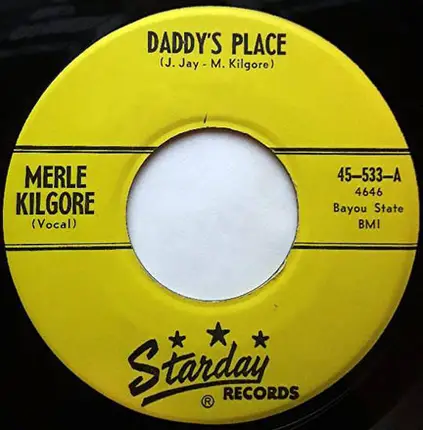 DADDY'S PLACE
(J. Jay - M. Kilgore)
MERLE
KILGORE
(Vocal)
45-533-A
4646
Bayou State
BMI
Starday
® RECORDS